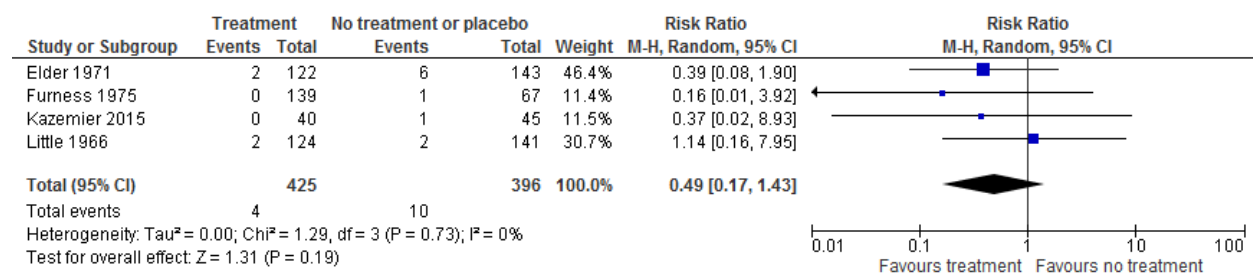 Treatment No treatment or placebo Risk Ratio Risk Ratio
Study or Subgroup Events Total Events Total Weight M-H, Random, 95% CI M-H, Random, 95% CI
Elder 1971 2 122 6 143 46.4% 0.39 [0.08, 1.90]
Furness 1975 0 139 1 67 11.4% 0.16 [0.01, 3.92]
Kazemier 2015 0 40 1 45 11.5% 0.37 [0.02, 8.93]
Little 1966 2 124 2 141 30.7% 1.14 [0.16, 7.95]
Total (95% CI) 425 396 100.0% 0.49 [0.17, 1.43]
Total events 4 10
Heterogeneity: Tau² = 0.00; Chi² = 1.29, df = 3 (P = 0.73); I² = 0%
Test for overall effect: Z = 1.31 (P = 0.19)
0.01 0.1 1 10 100
Favours treatment Favours no treatment